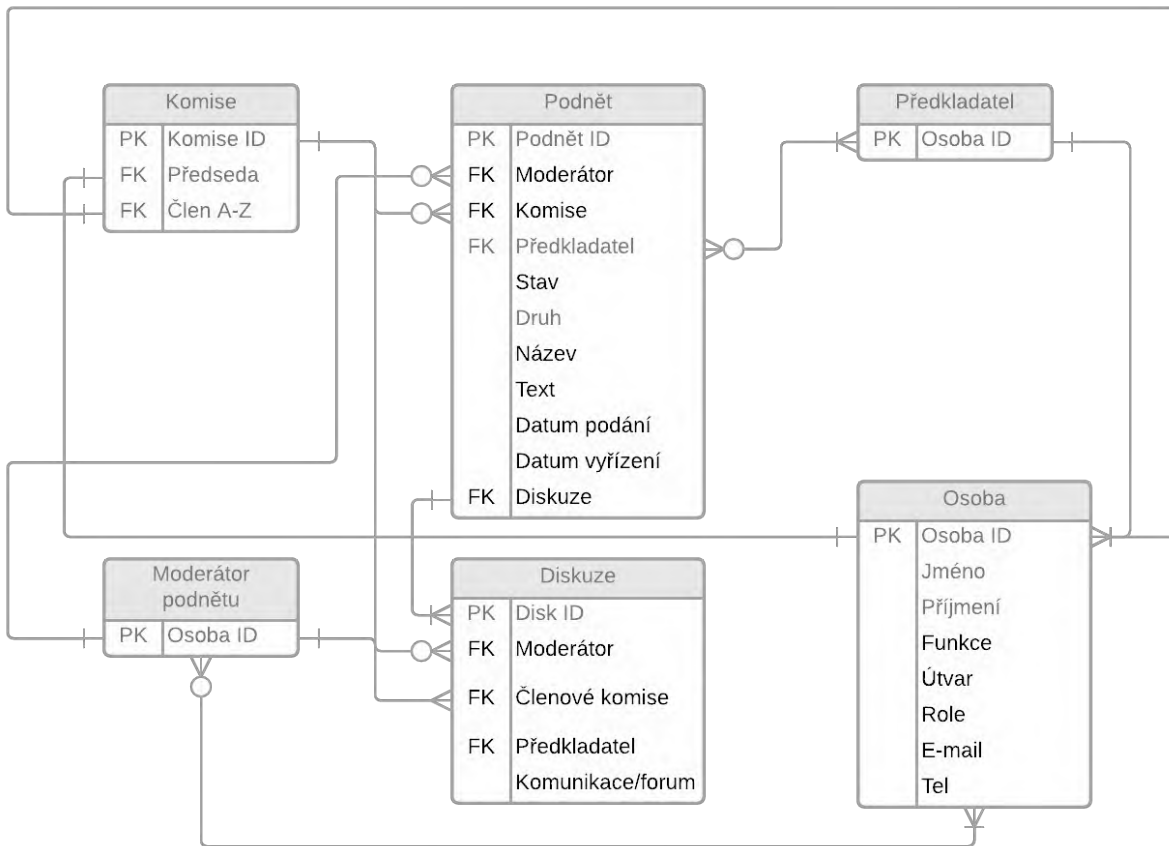 Komise
PK Komise ID
FK Předseda
FK Člen A-Z
Podnět
PK Podnět ID
FK Moderátor
FK Komise
FK Předkladatel
Stav
Druh
Název
Text
Datum podání
Datum vyřízení
FK Diskuze
Předkladatel
PK Osoba ID
Osoba
PK Osoba ID
Jméno
Příjmení
Funkce
Útvar
Role
E-mail
Tel
Moderátor
podnětu
PK Osoba ID
Diskuze
PK Disk ID
FK Moderátor
FK Členové komise
FK Předkladatel
Komunikace/forum